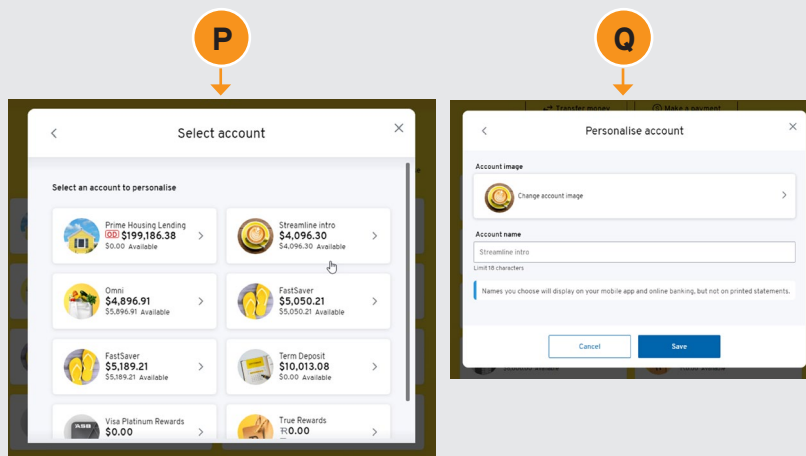 P
Q
Select account
Select an account to personalise
Prime Housing Lending
OD $199,186.38
$0.00 Available
Streamline intro
$4,096.30
$4,096.30 Available
Omni
$4,896.91
$5,896.91 Available
FastSaver
$5,050.21
$5,050.21 Available
FastSaver
$5,189.21
$5,189.21 Available
Term Deposit
$10,013.08
$0.00 Available
Visa Platinum Rewards
$0.00
True Rewards
0.00
Transfer money
Make a payment
Personalise account
Account image
Change account image
Account name
Streamline intro
Limit 18 characters
Names you choose will display on your mobile app and online banking, but not on printed statements.
Cancel
Save